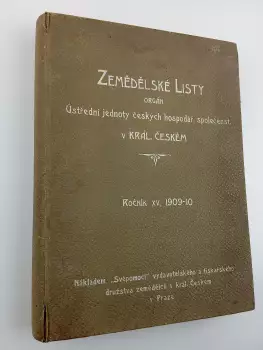 Zemědělské Listy
orgán
Ústřední jednoty českých hospodář. společenst.
v KRÁL. ČESKÉM
Ročník XV, 1909-10
Nákladem „Svépomoci“ vydavatelského a tiskařského
družstva zemědělců v král. Českém
v Praze